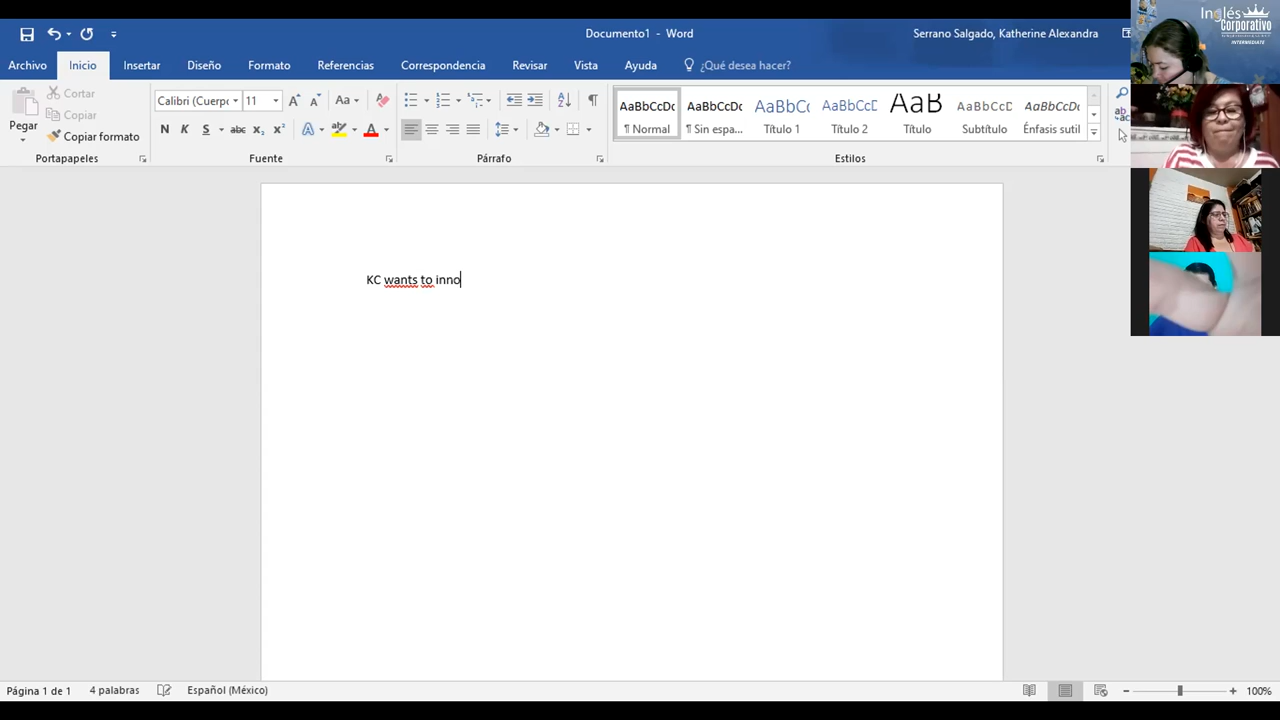 Documento1 - Word
Serrano Salgado, Katherine Alexandra
Inglés
Corporativo
INTERMEDIATE
Archivo Inicio Insertar Diseño Formato Referencias Correspondencia Revisar Vista Ayuda ¿Qué desea hacer?
Pegar
Cortar
Copiar
Copiar formato
Portapapeles
Calibri (Cuerpo 11 Aa
N K S abc x₂ x² A A
Fuente
Párrafo
AaBbCcDc AaBbCcDc AaBbCc AaBbCcD AaB AaBbCcD AaBbCcDc
¶ Normal ¶ Sin espa... Título 1 Título 2 Título Subtítulo Énfasis sutil
Estilos
KC wants to inno
Página 1 de 1 4 palabras Español (México) 100%